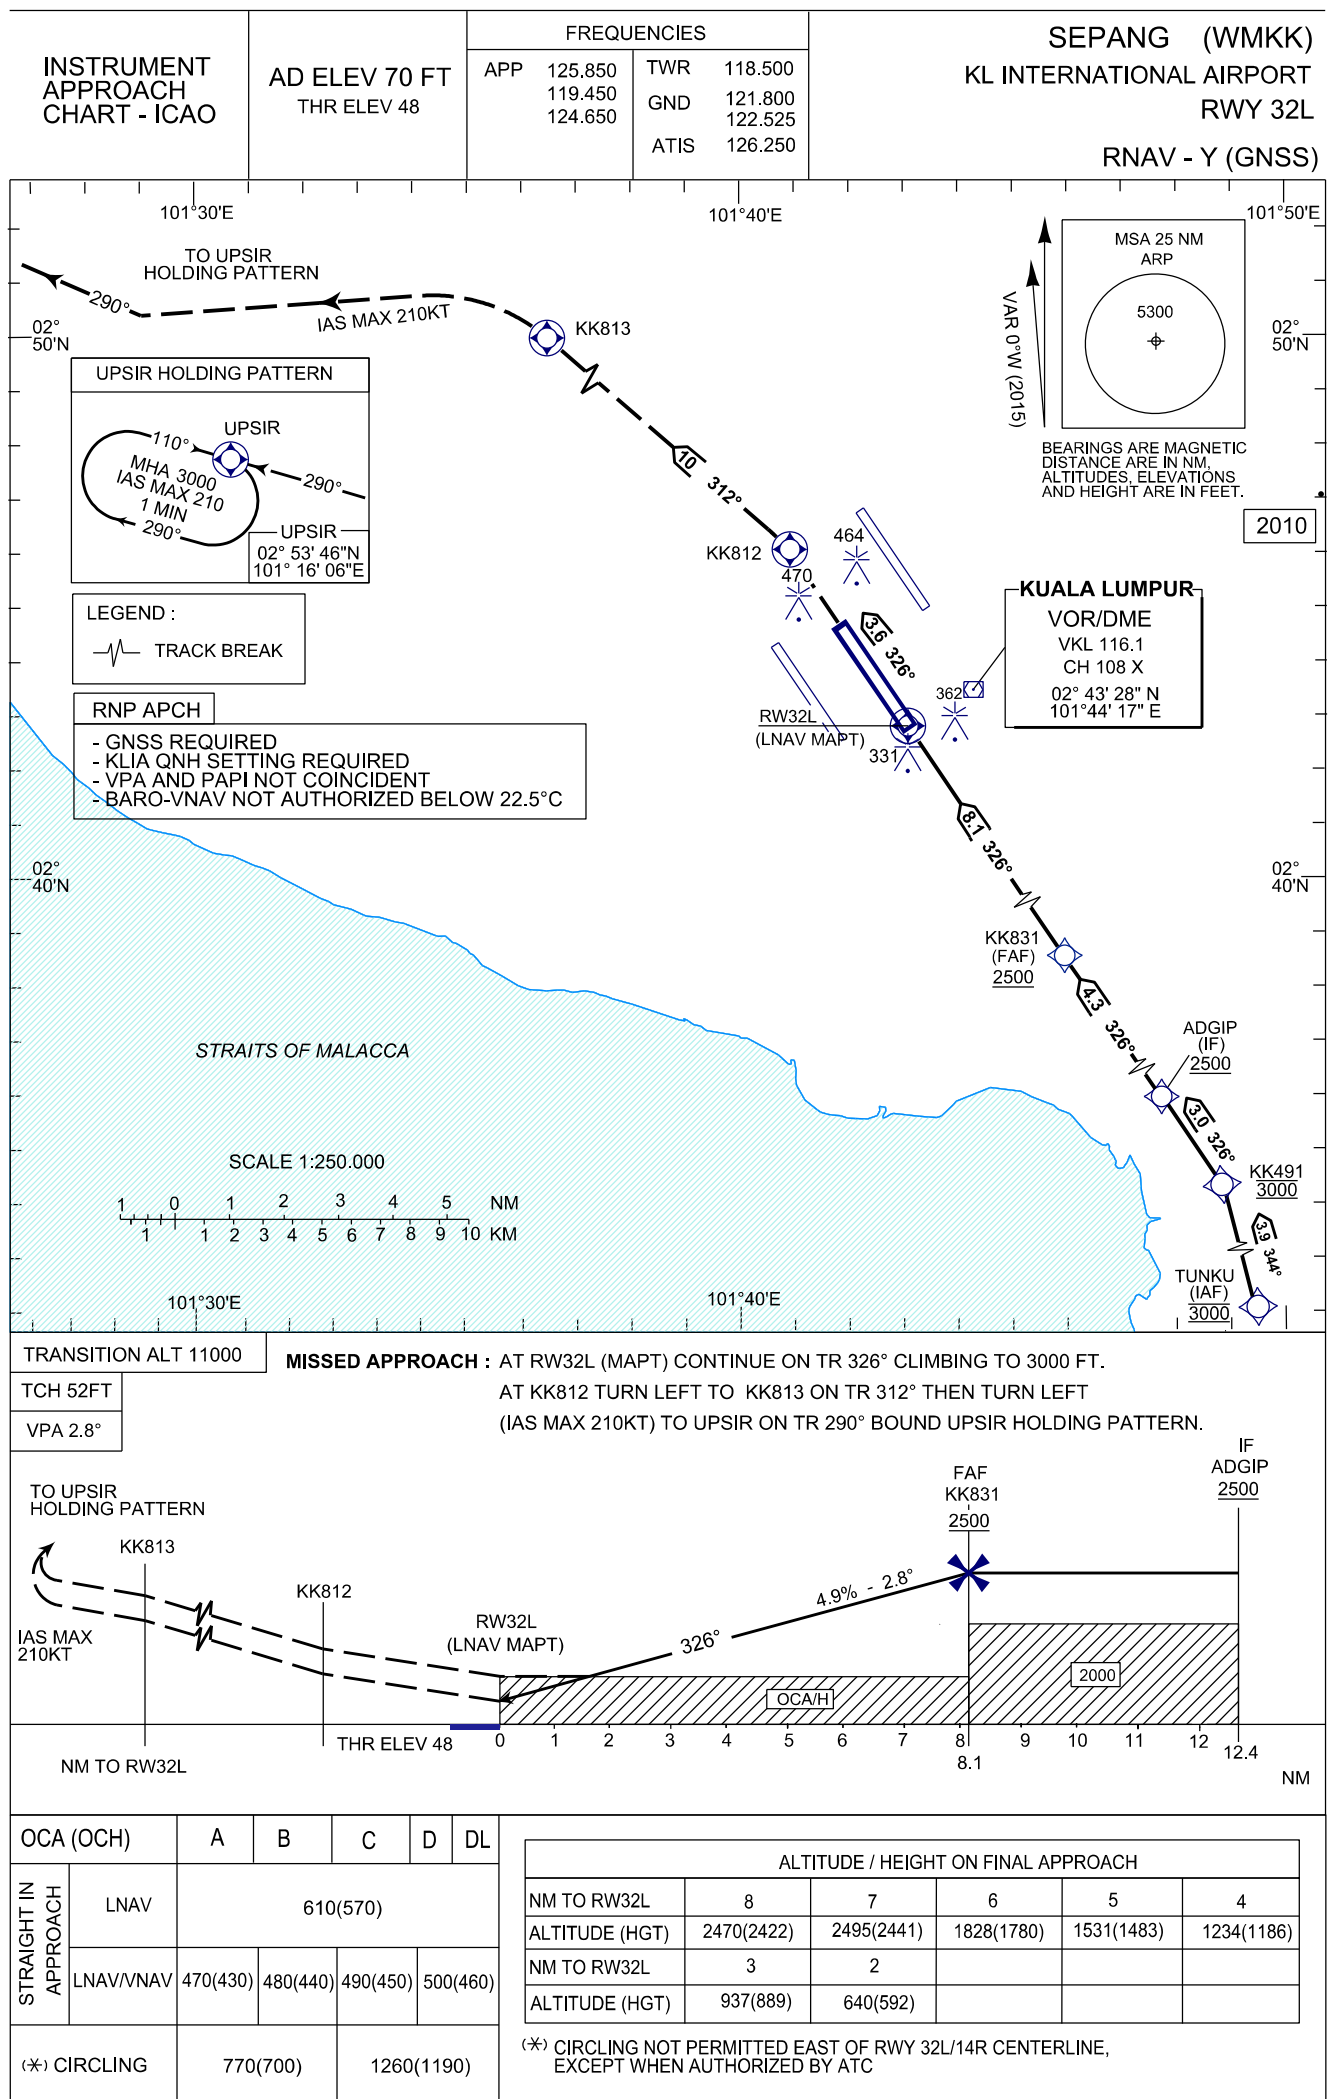 INSTRUMENT
APPROACH
CHART - ICAO
AD ELEV 70 FT
THR ELEV 48
FREQUENCIES
APP 125.850
119.450
124.650
TWR 118.500
GND 121.800
122.525
ATIS 126.250
SEPANG (WMKK)
KL INTERNATIONAL AIRPORT
RWY 32L
RNAV - Y (GNSS)
101°30'E
101°40'E
101°50'E
TO UPSIR
HOLDING PATTERN
290°
IAS MAX 210KT
KK813
02°
50'N
02°
50'N
MSA 25 NM
ARP
5300
VAR 0°W (2015)
BEARINGS ARE MAGNETIC
DISTANCE ARE IN NM,
ALTITUDES, ELEVATIONS
AND HEIGHT ARE IN FEET.
2010
UPSIR HOLDING PATTERN
UPSIR
110°
MHA 3000
IAS MAX 210
1 MIN
290°
290°
UPSIR
02° 53' 46"N
101° 16' 06"E
10 312°
KK812
464
470
LEGEND :
TRACK BREAK
3.6 326°
KUALA LUMPUR
VOR/DME
VKL 116.1
CH 108 X
02° 43' 28" N
101°44' 17" E
362
RW32L
(LNAV MAPT)
331
RNP APCH
- GNSS REQUIRED
- KLIA QNH SETTING REQUIRED
- VPA AND PAPI NOT COINCIDENT
- BARO-VNAV NOT AUTHORIZED BELOW 22.5°C
8.1 326°
02°
40'N
02°
40'N
KK831
(FAF)
2500
4.3 326°
ADGIP
(IF)
2500
STRAITS OF MALACCA
3.0 326°
KK491
3000
SCALE 1:250.000
1 0 1 2 3 4 5 NM
1 1 2 3 4 5 6 7 8 9 10 KM
3.9 344°
TUNKU
(IAF)
3000
101°30'E
101°40'E
TRANSITION ALT 11000
TCH 52FT
VPA 2.8°
MISSED APPROACH : AT RW32L (MAPT) CONTINUE ON TR 326° CLIMBING TO 3000 FT.
AT KK812 TURN LEFT TO KK813 ON TR 312° THEN TURN LEFT
(IAS MAX 210KT) TO UPSIR ON TR 290° BOUND UPSIR HOLDING PATTERN.
TO UPSIR
HOLDING PATTERN
KK813
KK812
IAS MAX
210KT
RW32L
(LNAV MAPT)
326°
4.9% - 2.8°
FAF
KK831
2500
IF
ADGIP
2500
OCA/H
2000
THR ELEV 48
NM TO RW32L
0 1 2 3 4 5 6 7 8 9 10 11 12
8.1
12.4
NM
OCA (OCH) A B C D DL
STRAIGHT IN
APPROACH
LNAV 610(570)
LNAV/VNAV 470(430) 480(440) 490(450) 500(460)
(*) CIRCLING 770(700) 1260(1190)
ALTITUDE / HEIGHT ON FINAL APPROACH
NM TO RW32L 8 7 6 5 4
ALTITUDE (HGT) 2470(2422) 2495(2441) 1828(1780) 1531(1483) 1234(1186)
NM TO RW32L 3 2
ALTITUDE (HGT) 937(889) 640(592)
(*) CIRCLING NOT PERMITTED EAST OF RWY 32L/14R CENTERLINE,
EXCEPT WHEN AUTHORIZED BY ATC